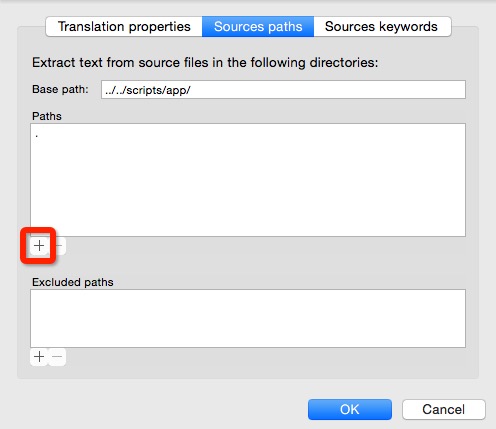 Translation properties Sources paths Sources keywords
Extract text from source files in the following directories:
Base path: ../../scripts/app/
Paths
.
+ −
Excluded paths
+ −
OK Cancel